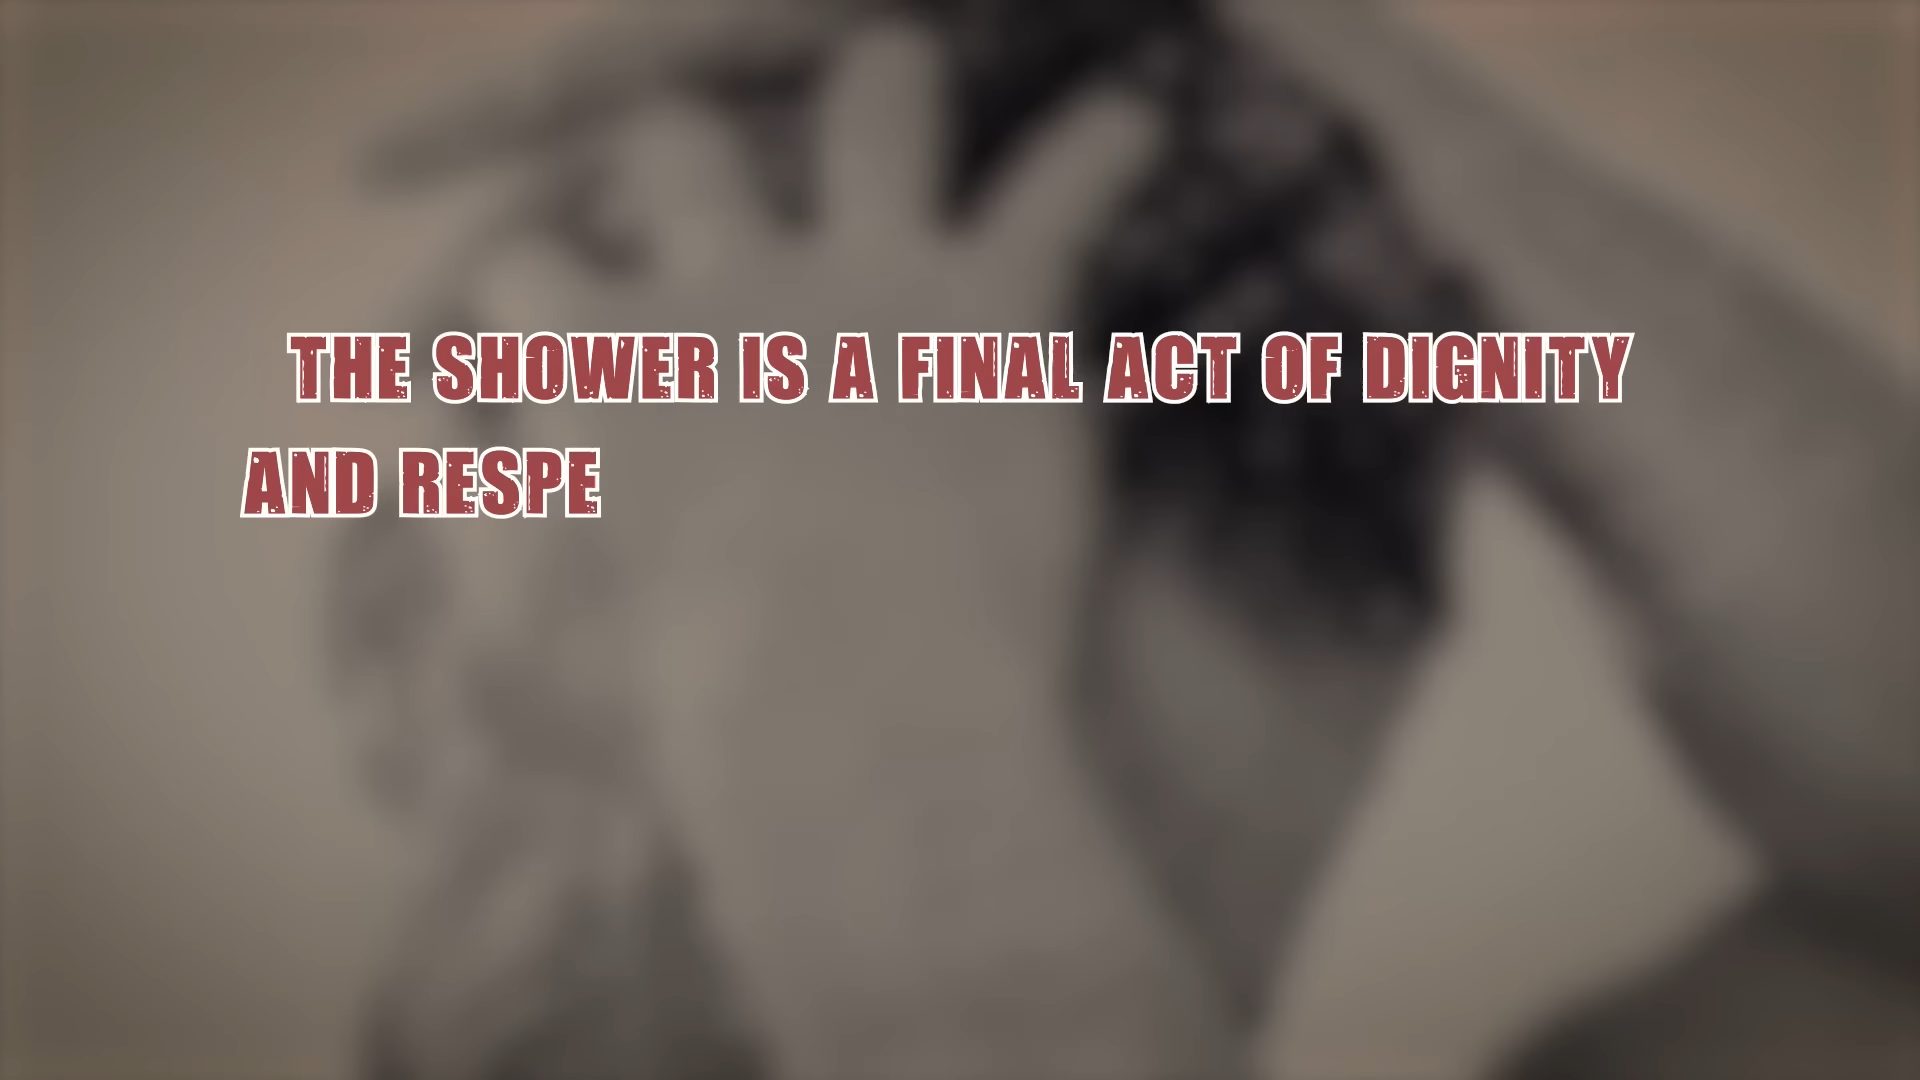 THE SHOWER IS A FINAL ACT OF DIGNITY
AND RESPE